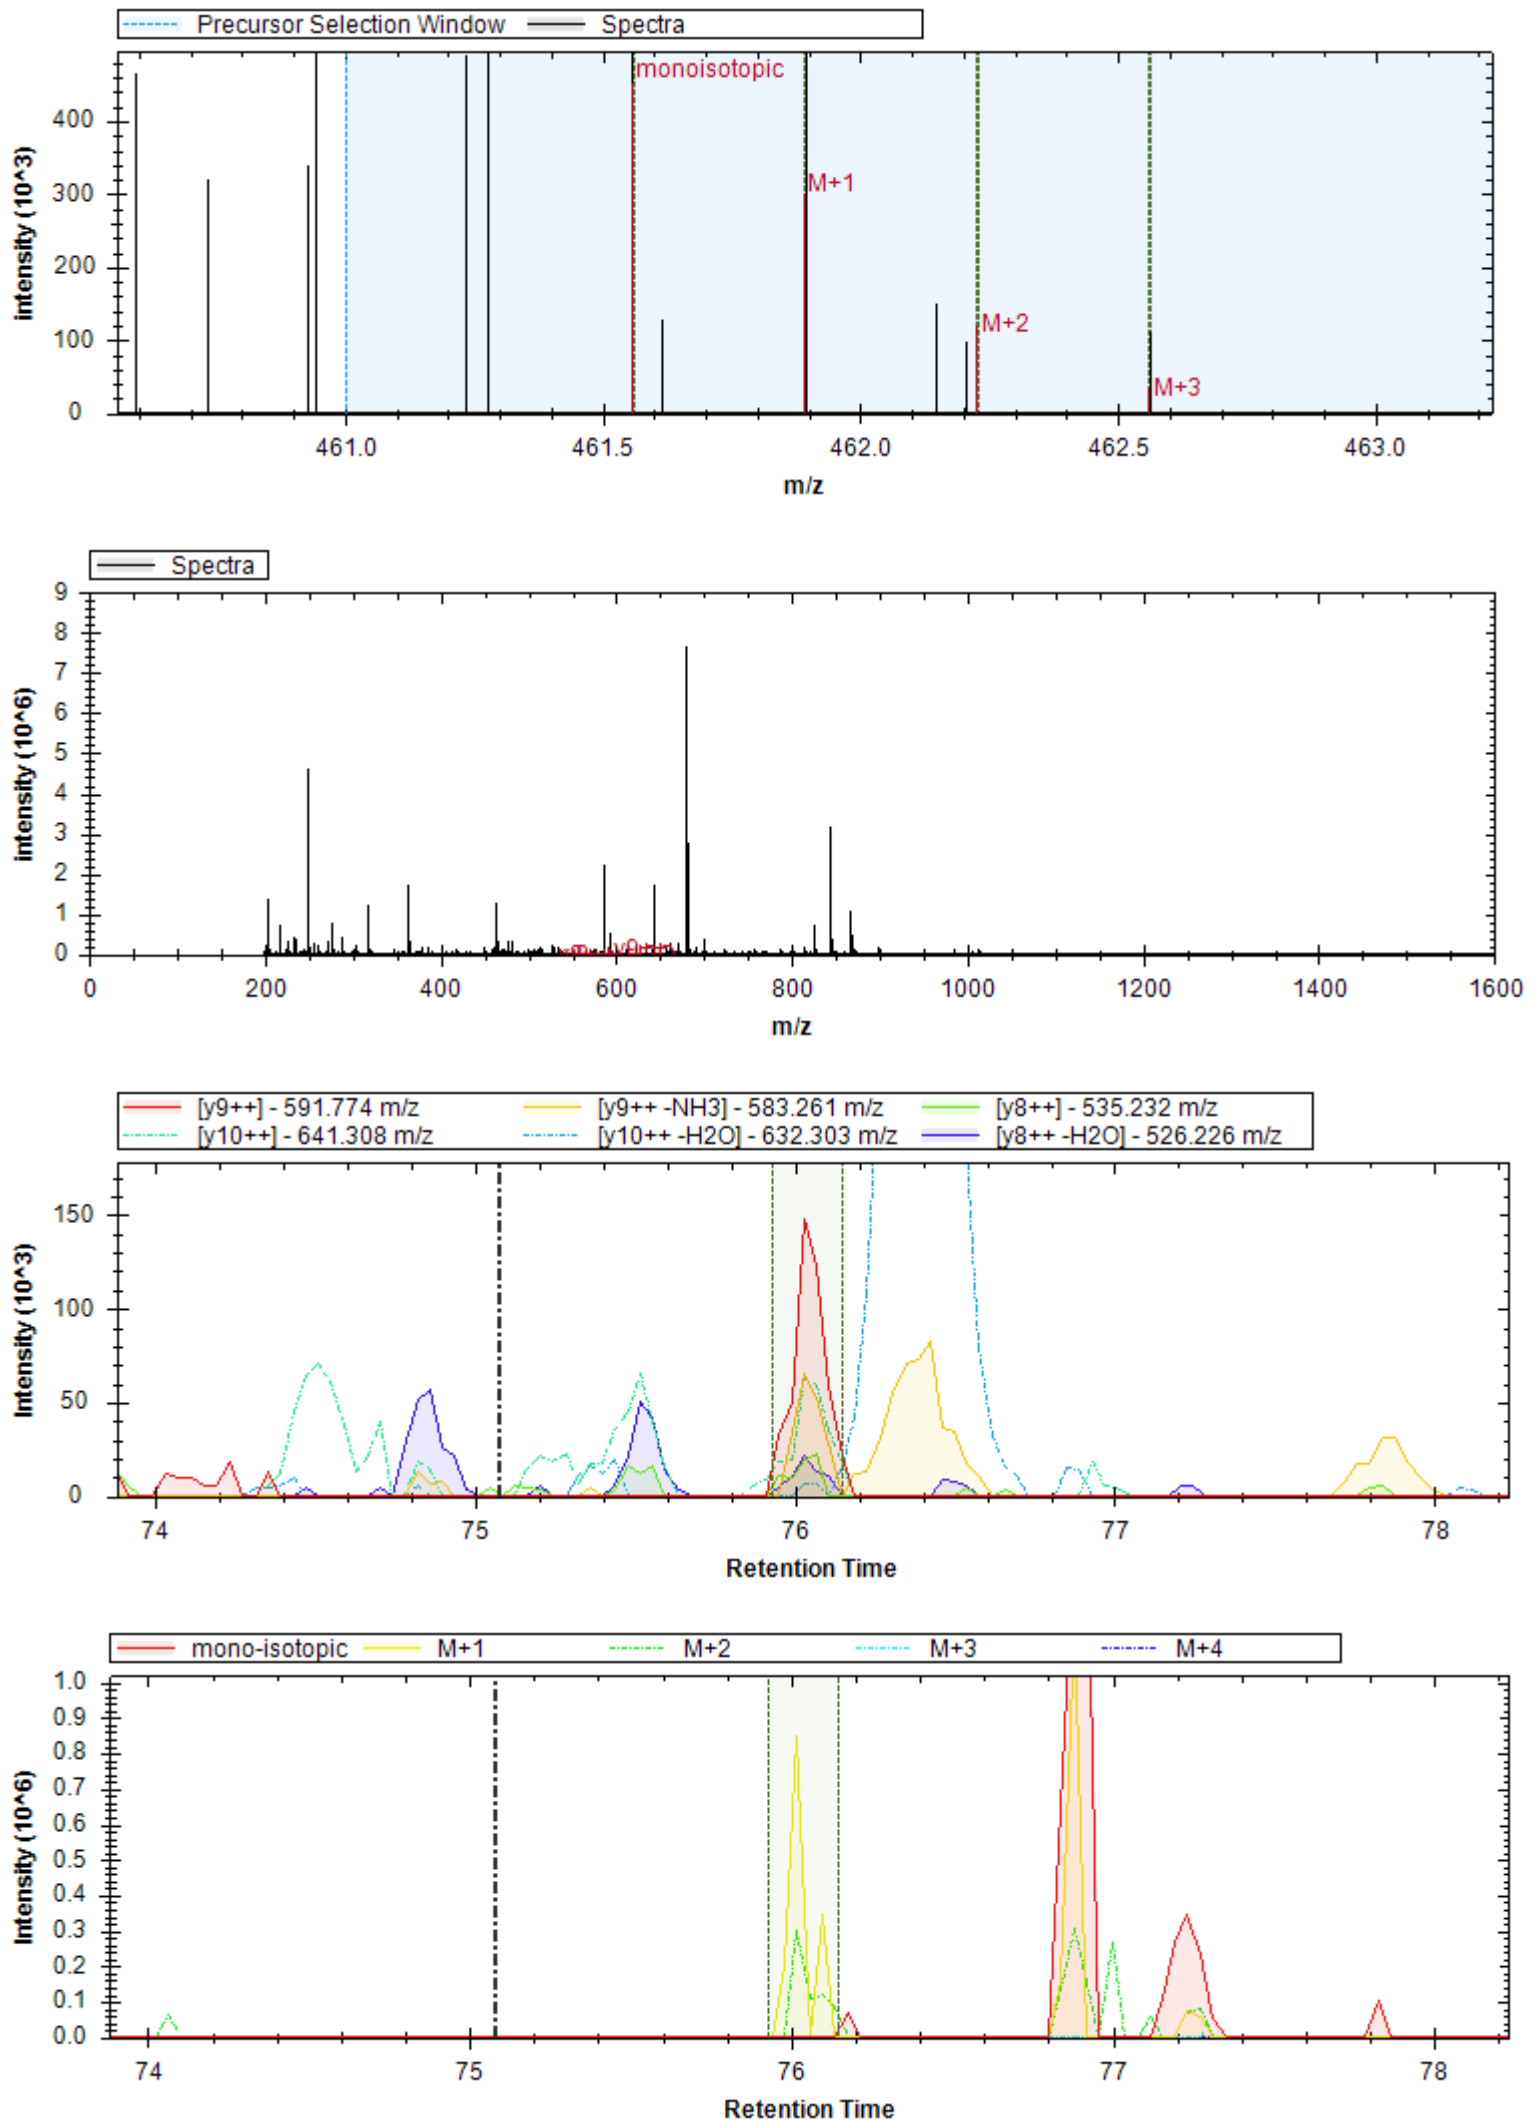 Precursor Selection Window Spectra
monoisotopic
400
M+1
300
200
M+2
100
M+3
0
461.0 461.5 462.0 462.5 463.0
intensity (10^3)
m/z
Spectra
9
8
7
6
5
4
3
2
1
0
0 200 400 600 800 1000 1200 1400 1600
intensity (10^6)
m/z
[y9++] - 591.774 m/z [y9++ -NH3] - 583.261 m/z [y8++] - 535.232 m/z
[y10++] - 641.308 m/z [y10++ -H2O] - 632.303 m/z [y8++ -H2O] - 526.226 m/z
150
100
50
0
74 75 76 77 78
Intensity (10^3)
Retention Time
mono-isotopic M+1 M+2 M+3 M+4
1.0
0.9
0.8
0.7
0.6
0.5
0.4
0.3
0.2
0.1
0.0
74 75 76 77 78
Intensity (10^6)
Retention Time